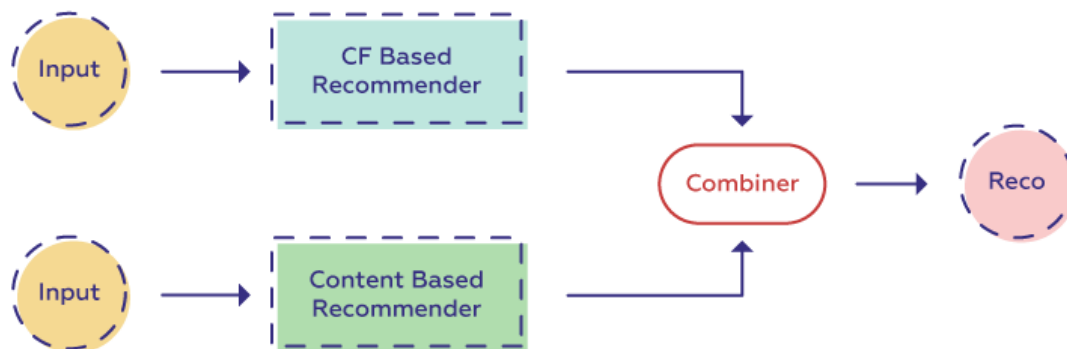 Input
CF Based
Recommender
Combiner
Reco
Input
Content Based
Recommender